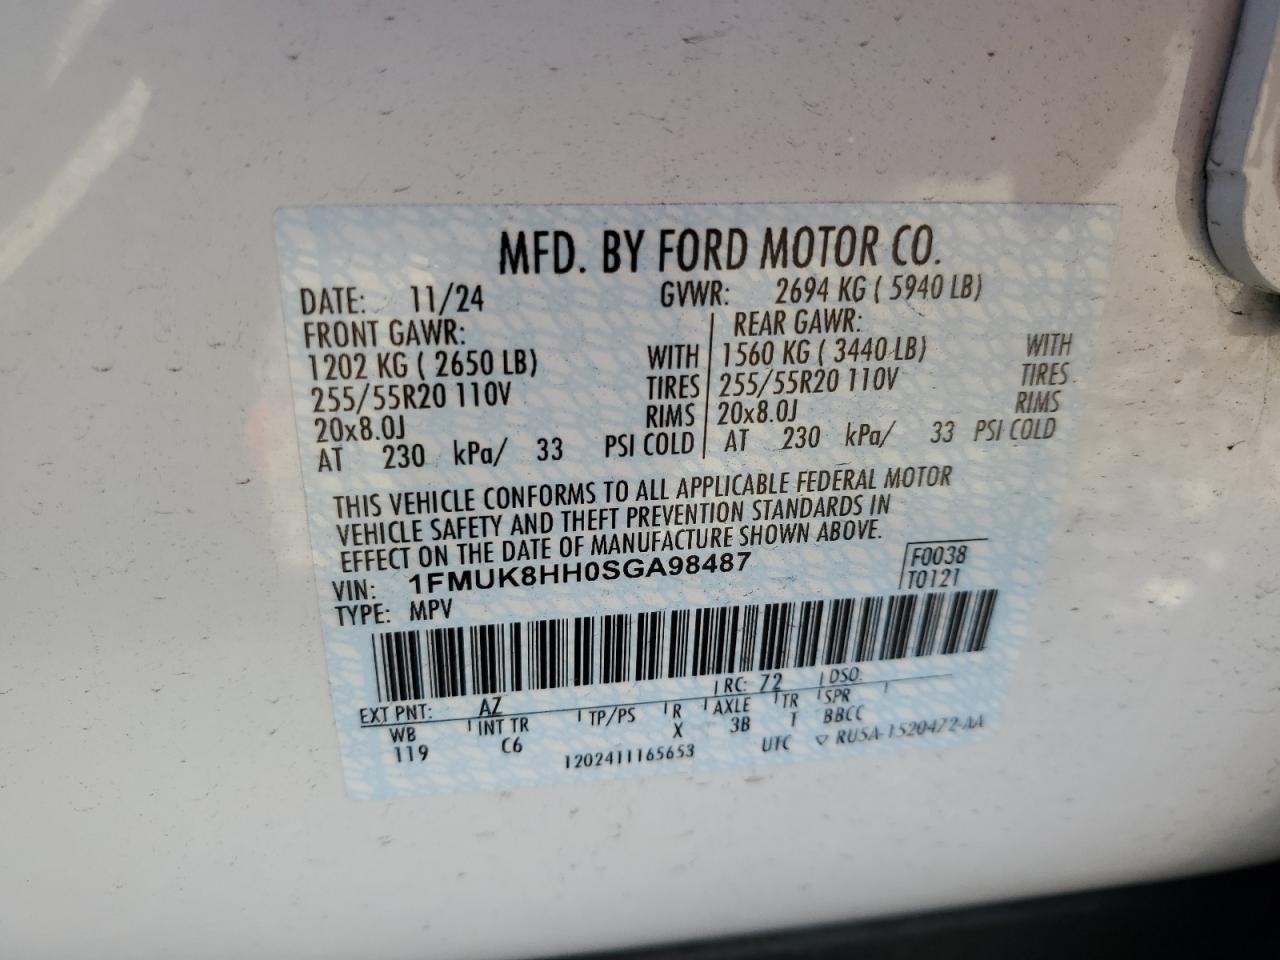 MFD. BY FORD MOTOR CO.
DATE: 11/24 GVWR: 2694 KG ( 5940 LB)
FRONT GAWR: REAR GAWR:
1202 KG ( 2650 LB) WITH 1560 KG ( 3440 LB) WITH
255/55R20 110V TIRES 255/55R20 110V TIRES
20x8.0J RIMS 20x8.0J RIMS
AT 230 kPa/ 33 PSI COLD AT 230 kPa/ 33 PSI COLD
THIS VEHICLE CONFORMS TO ALL APPLICABLE FEDERAL MOTOR
VEHICLE SAFETY AND THEFT PREVENTION STANDARDS IN
EFFECT ON THE DATE OF MANUFACTURE SHOWN ABOVE.
VIN: 1FMUK8HH0SGA98487 F0038
TYPE: MPV T0121
EXT PNT: AZ RC: 72 DSO:
WB INT TR TP/PS R AXLE TR SPR
119 C6 X 3B 1 BBCC
1202411165653 UTC ▽ RU5A-1520472-AA